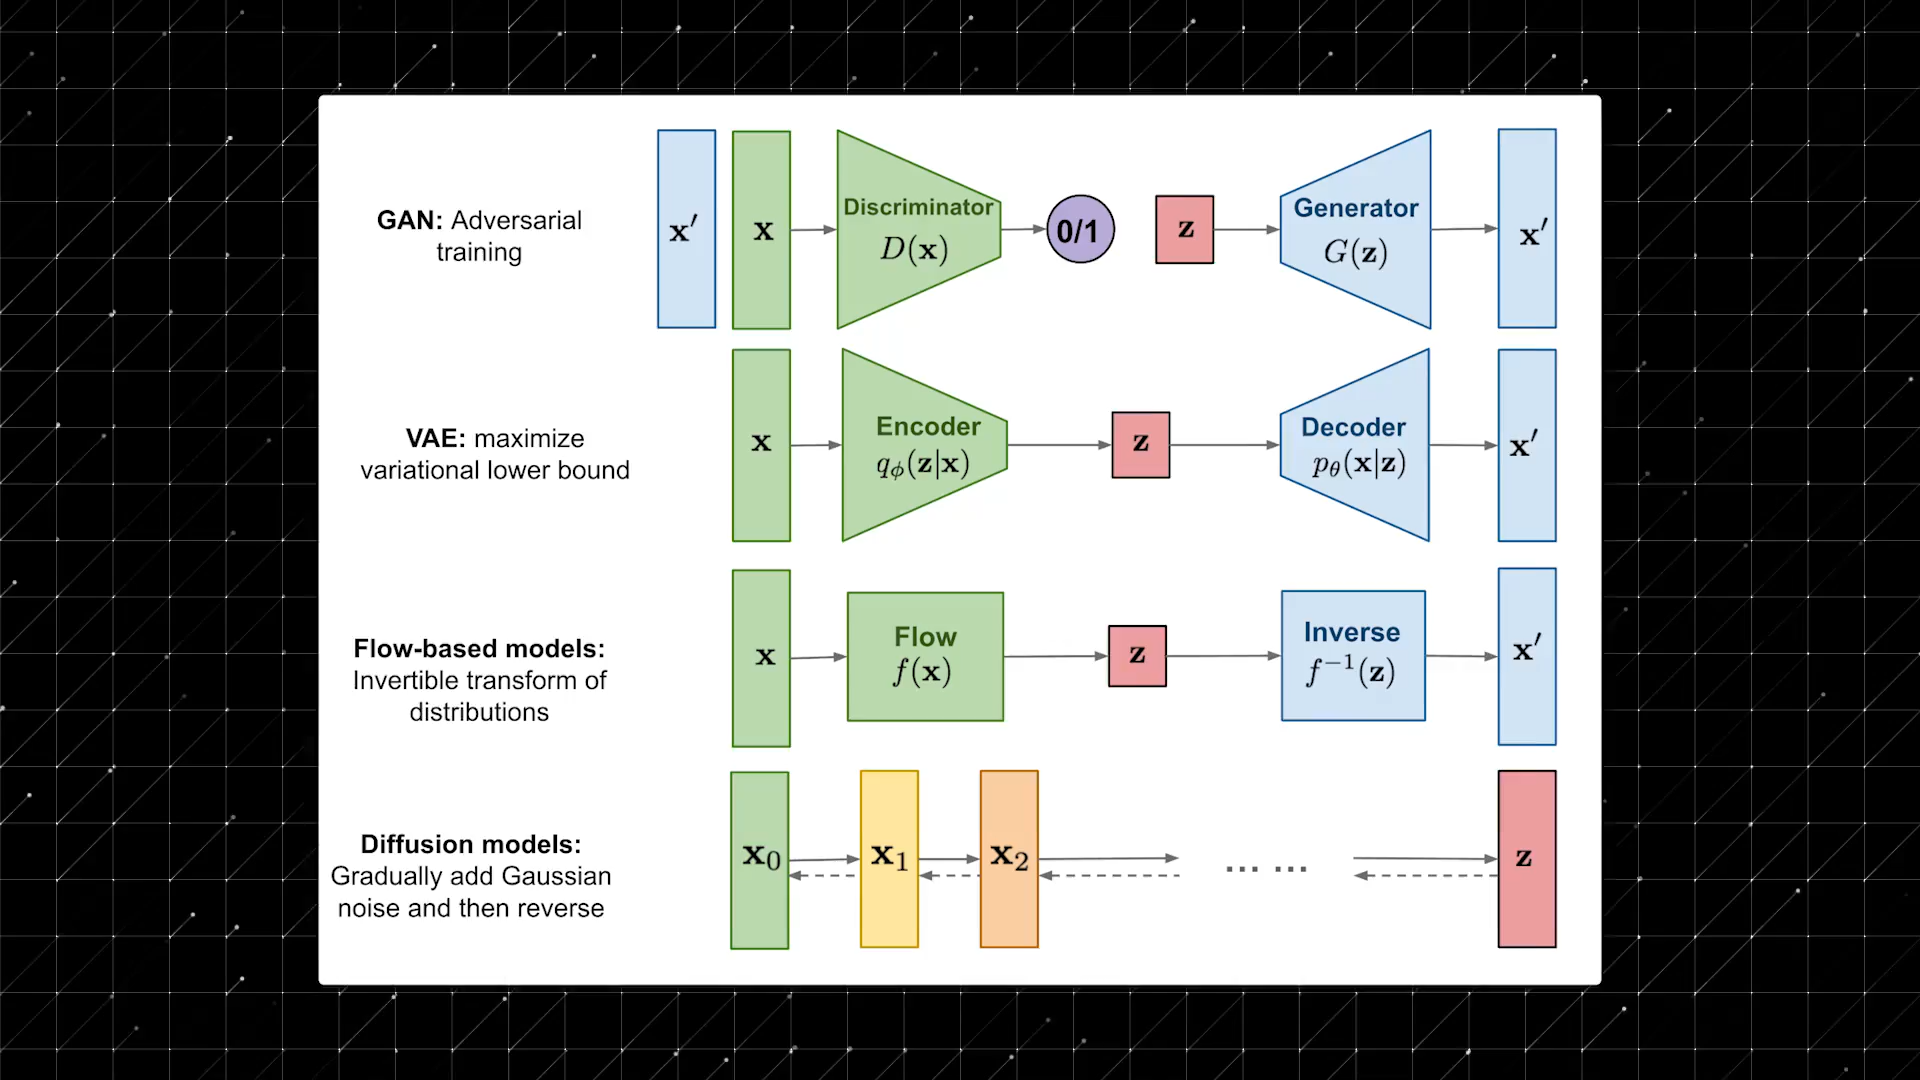 GAN: Adversarial
training
x′
x
Discriminator
D(x)
0/1
z
Generator
G(z)
x′
VAE: maximize
variational lower bound
x
Encoder
qϕ(z|x)
z
Decoder
pθ(x|z)
x′
Flow-based models:
Invertible transform of
distributions
x
Flow
f(x)
z
Inverse
f⁻¹(z)
x′
Diffusion models:
Gradually add Gaussian
noise and then reverse
x₀
x₁
x₂
... ...
z